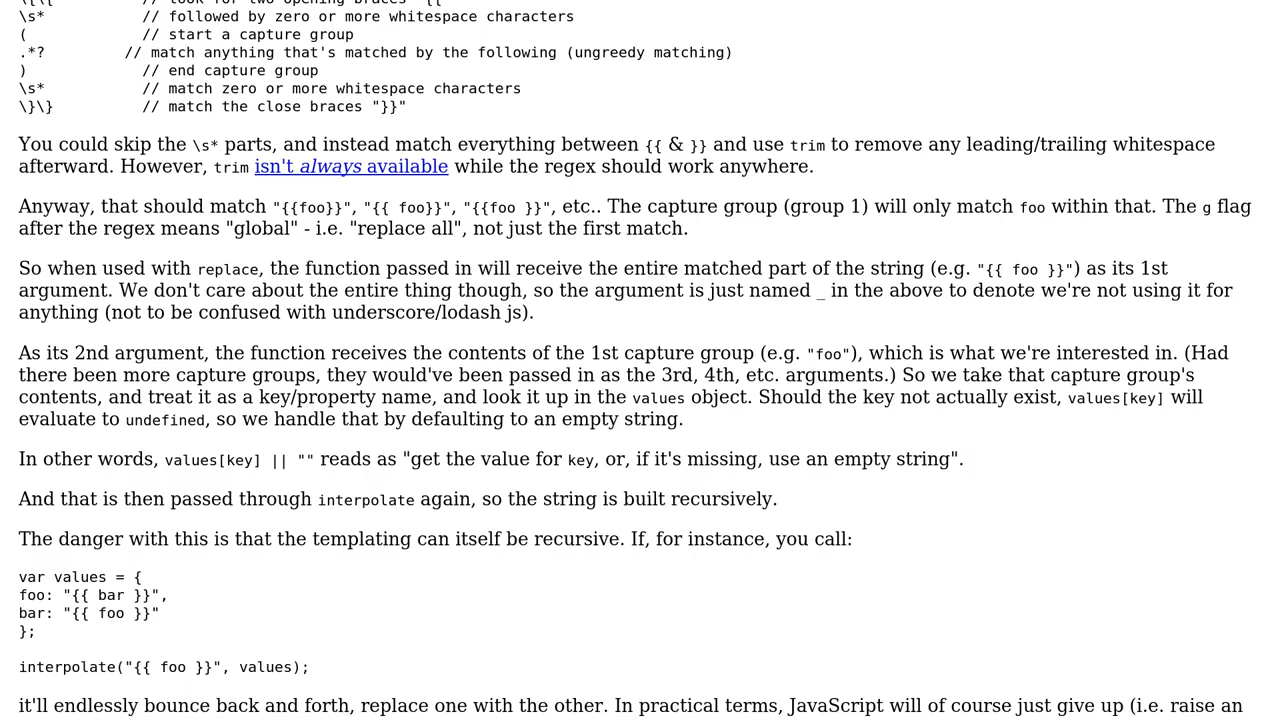 \{\{ // look for two opening braces "{{"
\s* // followed by zero or more whitespace characters
( // start a capture group
.*? // match anything that's matched by the following (ungreedy matching)
) // end capture group
\s* // match zero or more whitespace characters
\}\} // match the close braces "}}"
You could skip the \s* parts, and instead match everything between {{ & }} and use trim to remove any leading/trailing whitespace
afterward. However, trim isn't always available while the regex should work anywhere.
Anyway, that should match "{{foo}}", "{{ foo}}", "{{foo }}", etc.. The capture group (group 1) will only match foo within that. The g flag
after the regex means "global" - i.e. "replace all", not just the first match.
So when used with replace, the function passed in will receive the entire matched part of the string (e.g. "{{ foo }}") as its 1st
argument. We don't care about the entire thing though, so the argument is just named _ in the above to denote we're not using it for
anything (not to be confused with underscore/lodash js).
As its 2nd argument, the function receives the contents of the 1st capture group (e.g. "foo"), which is what we're interested in. (Had
there been more capture groups, they would've been passed in as the 3rd, 4th, etc. arguments.) So we take that capture group's
contents, and treat it as a key/property name, and look it up in the values object. Should the key not actually exist, values[key] will
evaluate to undefined, so we handle that by defaulting to an empty string.
In other words, values[key] || "" reads as "get the value for key, or, if it's missing, use an empty string".
And that is then passed through interpolate again, so the string is built recursively.
The danger with this is that the templating can itself be recursive. If, for instance, you call:
var values = {
foo: "{{ bar }}",
bar: "{{ foo }}"
};
interpolate("{{ foo }}", values);
it'll endlessly bounce back and forth, replace one with the other. In practical terms, JavaScript will of course just give up (i.e. raise an